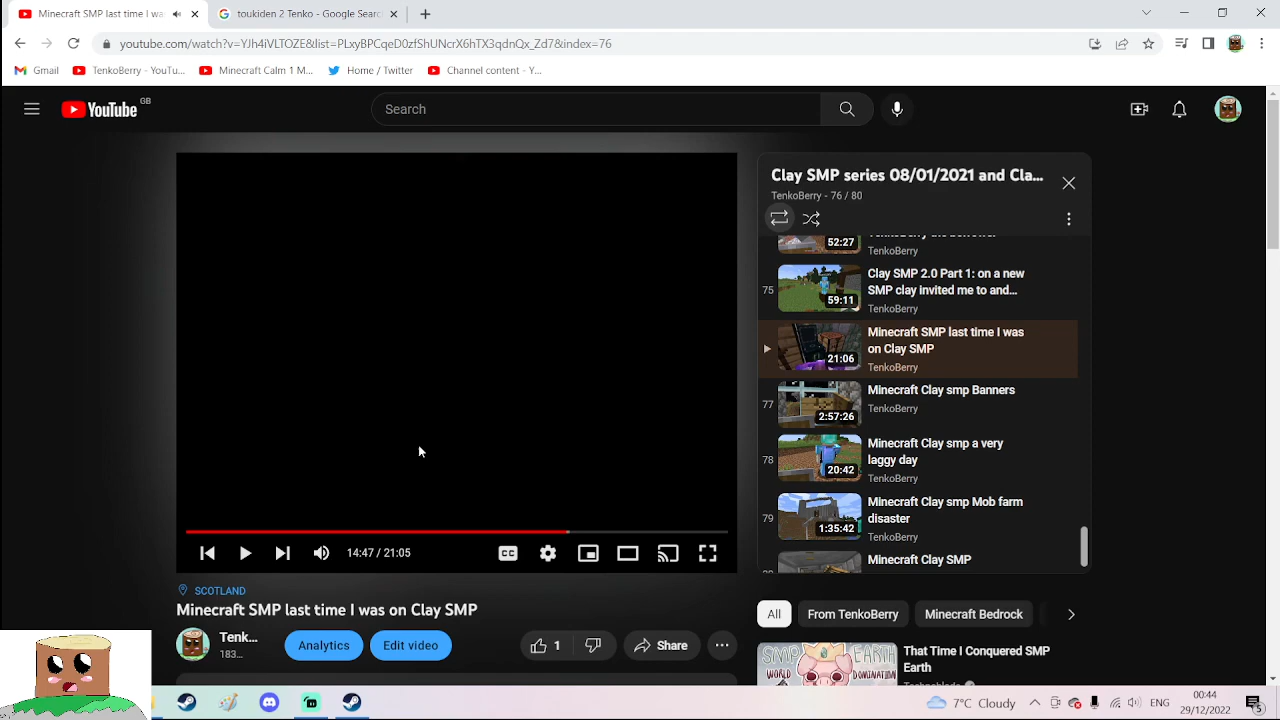 Minecraft SMP last time I wa
toukiden 2 Tenko - Google Searc
youtube.com/watch?v=YJh4iVLTOZE&list=PLxyBPCqeD0zfShUNcrX6hTV3qdnQx_Zd7&index=76
Gmail
TenkoBerry - YouTu...
Minecraft Calm 1 M...
Home / Twitter
Channel content - Y...
YouTube GB
Search
Clay SMP series 08/01/2021 and Cla...
TenkoBerry - 76 / 80
52:27
TenkoBerry
75
59:11
Clay SMP 2.0 Part 1: on a new
SMP clay invited me to and...
TenkoBerry
21:06
Minecraft SMP last time I was
on Clay SMP
TenkoBerry
77
2:57:26
Minecraft Clay smp Banners
TenkoBerry
78
20:42
Minecraft Clay smp a very
laggy day
TenkoBerry
79
1:35:42
Minecraft Clay smp Mob farm
disaster
TenkoBerry
Minecraft Clay SMP
14:47 / 21:05
CC
SCOTLAND
Minecraft SMP last time I was on Clay SMP
Tenk...
183...
Analytics
Edit video
1
Share
All
From TenkoBerry
Minecraft Bedrock
SMP EARTH
WORLD DOMINATION
That Time I Conquered SMP
Earth
Technoblade
7°C Cloudy
ENG
00:44
29/12/2022
5